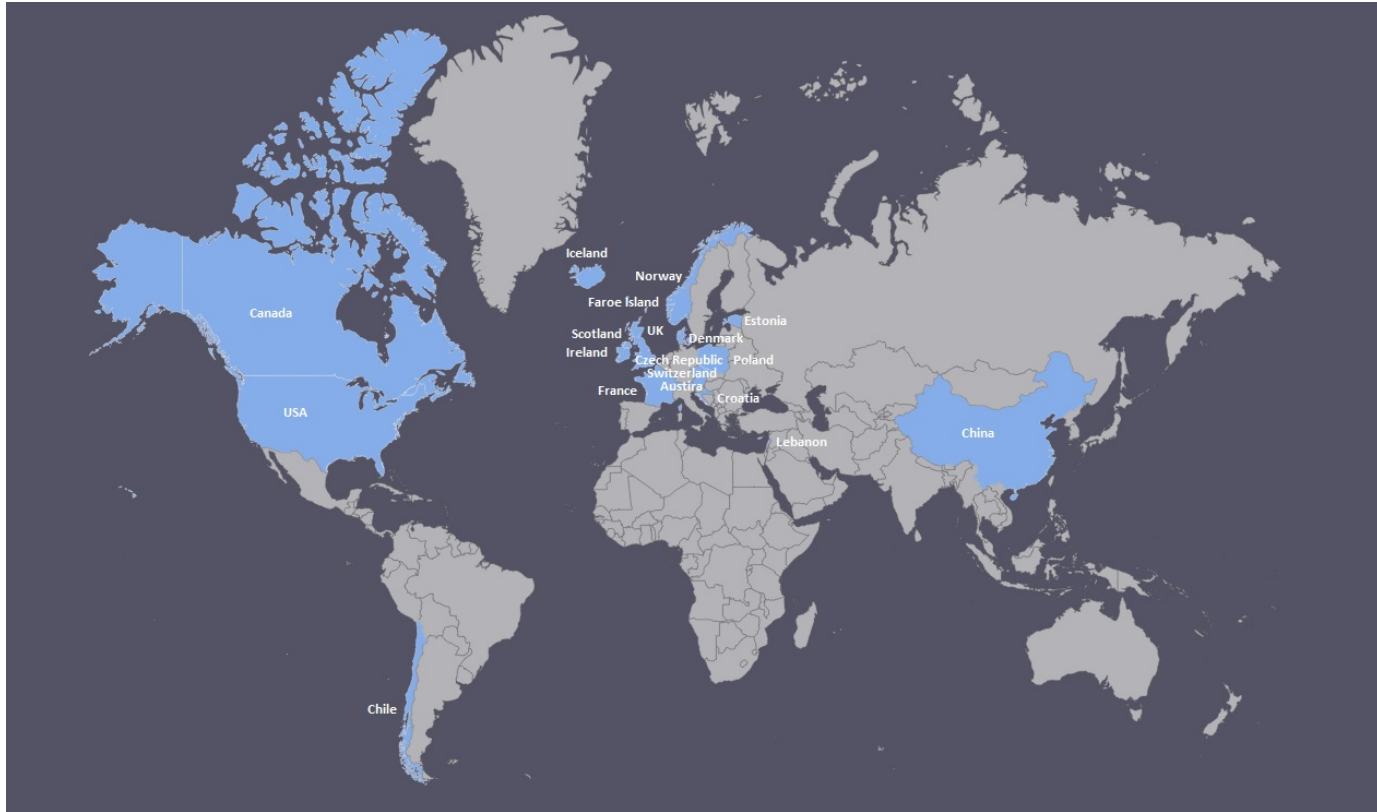 Iceland
Norway
Faroe Island
Canada
Estonia
Scotland
UK
Denmark
Ireland
Czech Republic
Poland
Switzerland
Austira
France
Croatia
USA
China
Lebanon
Chile